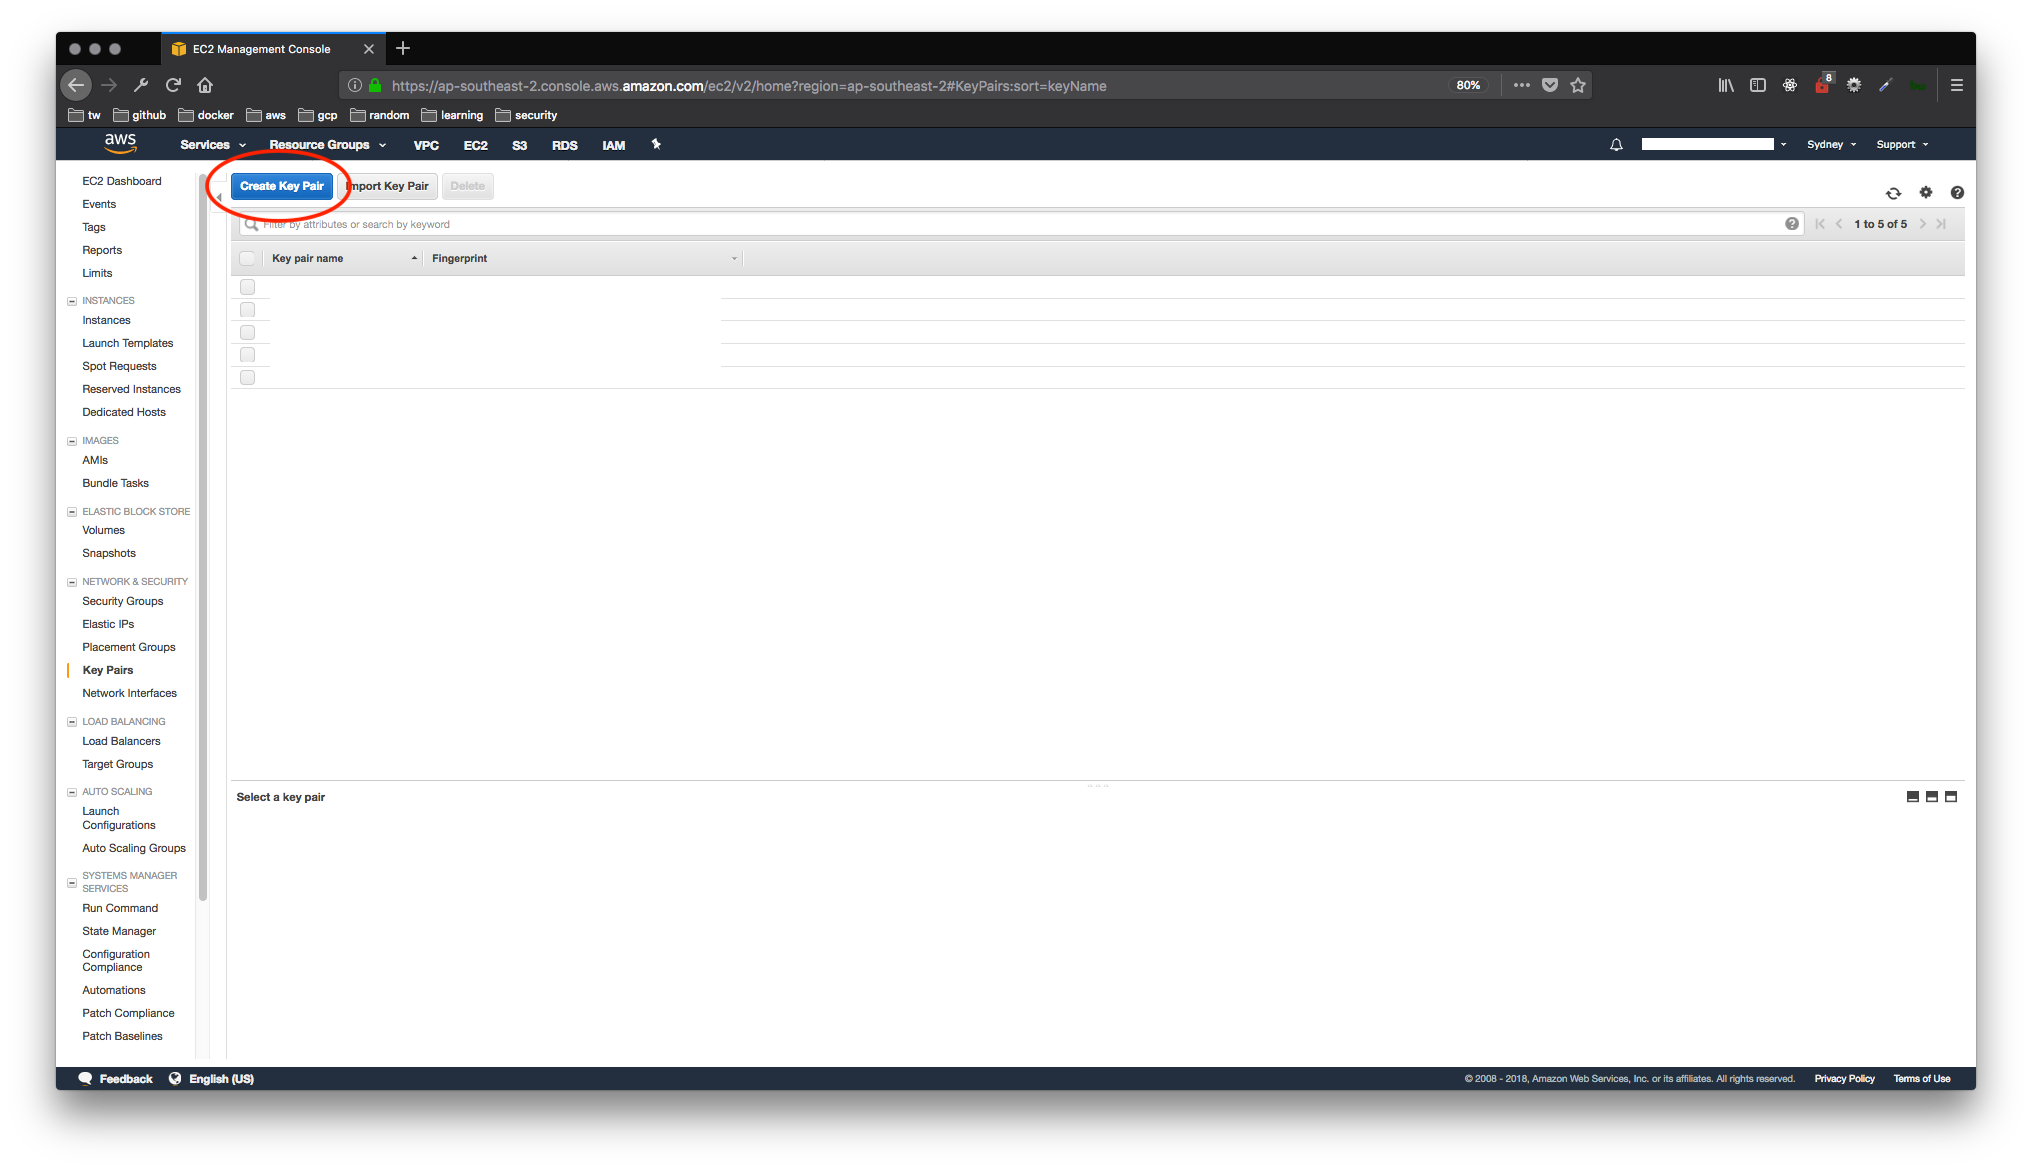 EC2 Management Console
https://ap-southeast-2.console.aws.amazon.com/ec2/v2/home?region=ap-southeast-2#KeyPairs:sort=keyName 80% 8
tw github docker aws gcp random learning security
aws Services Resource Groups VPC EC2 S3 RDS IAM Sydney Support
EC2 Dashboard
Events
Tags
Reports
Limits
INSTANCES
Instances
Launch Templates
Spot Requests
Reserved Instances
Dedicated Hosts
IMAGES
AMIs
Bundle Tasks
ELASTIC BLOCK STORE
Volumes
Snapshots
NETWORK & SECURITY
Security Groups
Elastic IPs
Placement Groups
Key Pairs
Network Interfaces
LOAD BALANCING
Load Balancers
Target Groups
AUTO SCALING
Launch
Configurations
Auto Scaling Groups
SYSTEMS MANAGER
SERVICES
Run Command
State Manager
Configuration
Compliance
Automations
Patch Compliance
Patch Baselines
Create Key Pair Import Key Pair Delete
Filter by attributes or search by keyword 1 to 5 of 5
Key pair name Fingerprint
Select a key pair
Feedback English (US) © 2008 - 2018, Amazon Web Services, Inc. or its affiliates. All rights reserved. Privacy Policy Terms of Use